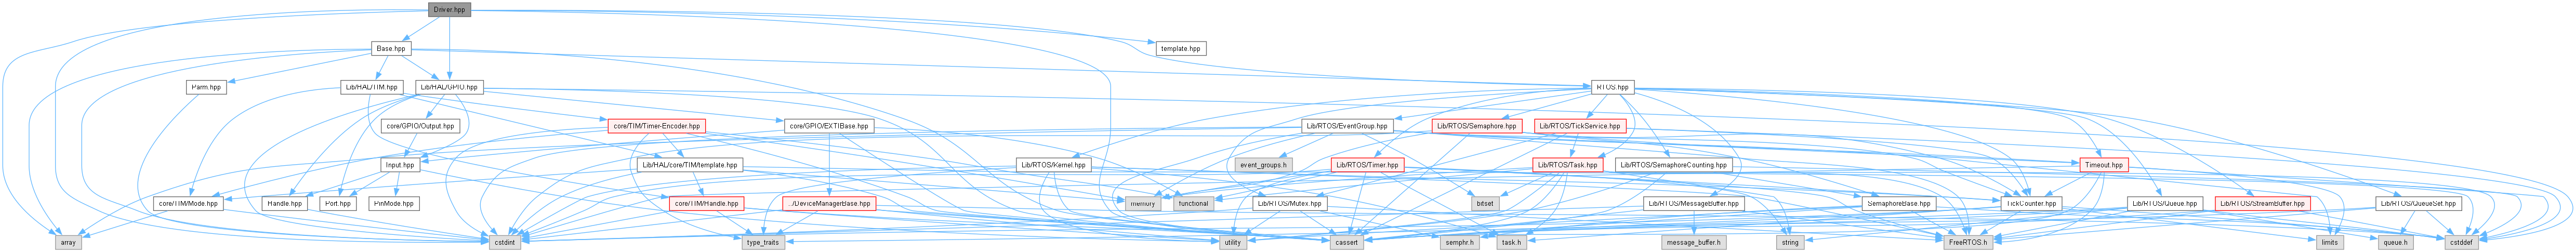 Driver.hpp
Base.hpp
template.hpp
Parm.hpp
Lib/HAL/TIM.hpp
Lib/HAL/GPIO.hpp
RTOS.hpp
core/GPIO/Output.hpp
core/TIM/Timer-Encoder.hpp
core/GPIO/EXTIBase.hpp
Lib/RTOS/EventGroup.hpp
Lib/RTOS/Semaphore.hpp
Lib/RTOS/TickService.hpp
Input.hpp
Lib/HAL/core/TIM/template.hpp
Lib/RTOS/Kernel.hpp
event_groups.h
Lib/RTOS/Timer.hpp
Lib/RTOS/Task.hpp
Lib/RTOS/SemaphoreCounting.hpp
Timeout.hpp
core/TIM/Mode.hpp
Handle.hpp
Port.hpp
PinMode.hpp
core/TIM/Handle.hpp
../DeviceManagerBase.hpp
memory
functional
Lib/RTOS/Mutex.hpp
bitset
Lib/RTOS/MessageBuffer.hpp
SemaphoreBase.hpp
TickCounter.hpp
Lib/RTOS/Queue.hpp
Lib/RTOS/StreamBuffer.hpp
Lib/RTOS/QueueSet.hpp
array
cstdint
type_traits
utility
cassert
semphr.h
task.h
message_buffer.h
string
FreeRTOS.h
limits
queue.h
cstddef